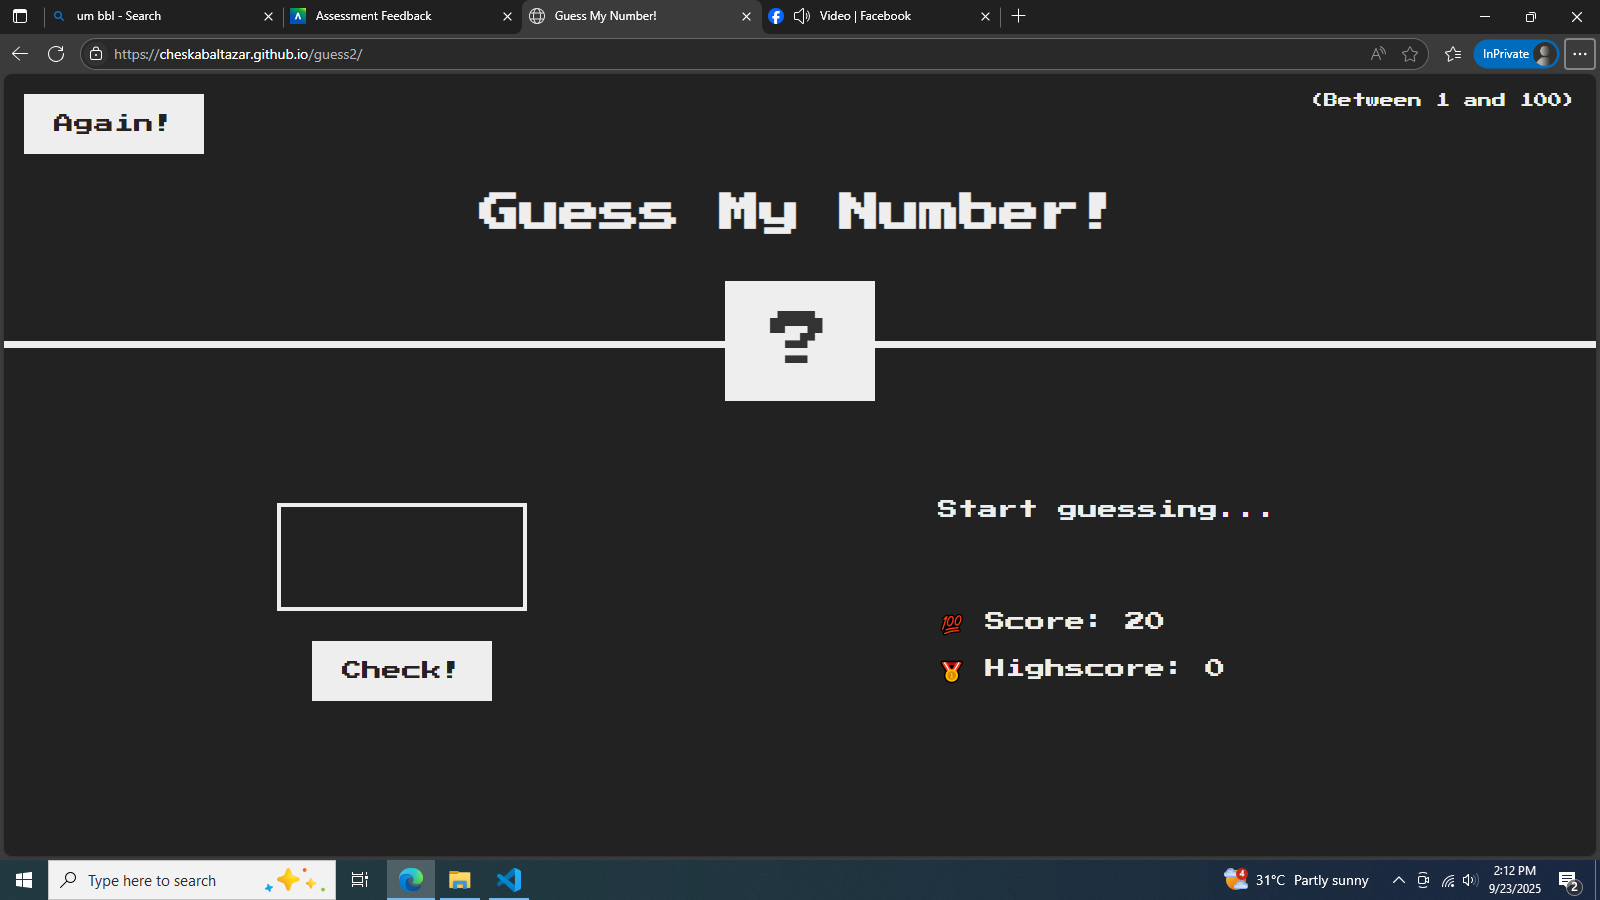 um bbl - Search
Assessment Feedback
Guess My Number!
Video | Facebook
https://cheskabaltazar.github.io/guess2/
InPrivate
Again!
(Between 1 and 100)
Guess My Number!
?
Start guessing...
💯 Score: 20
🥇 Highscore: 0
Check!
Type here to search
4
31°C Partly sunny
2:12 PM
9/23/2025
2